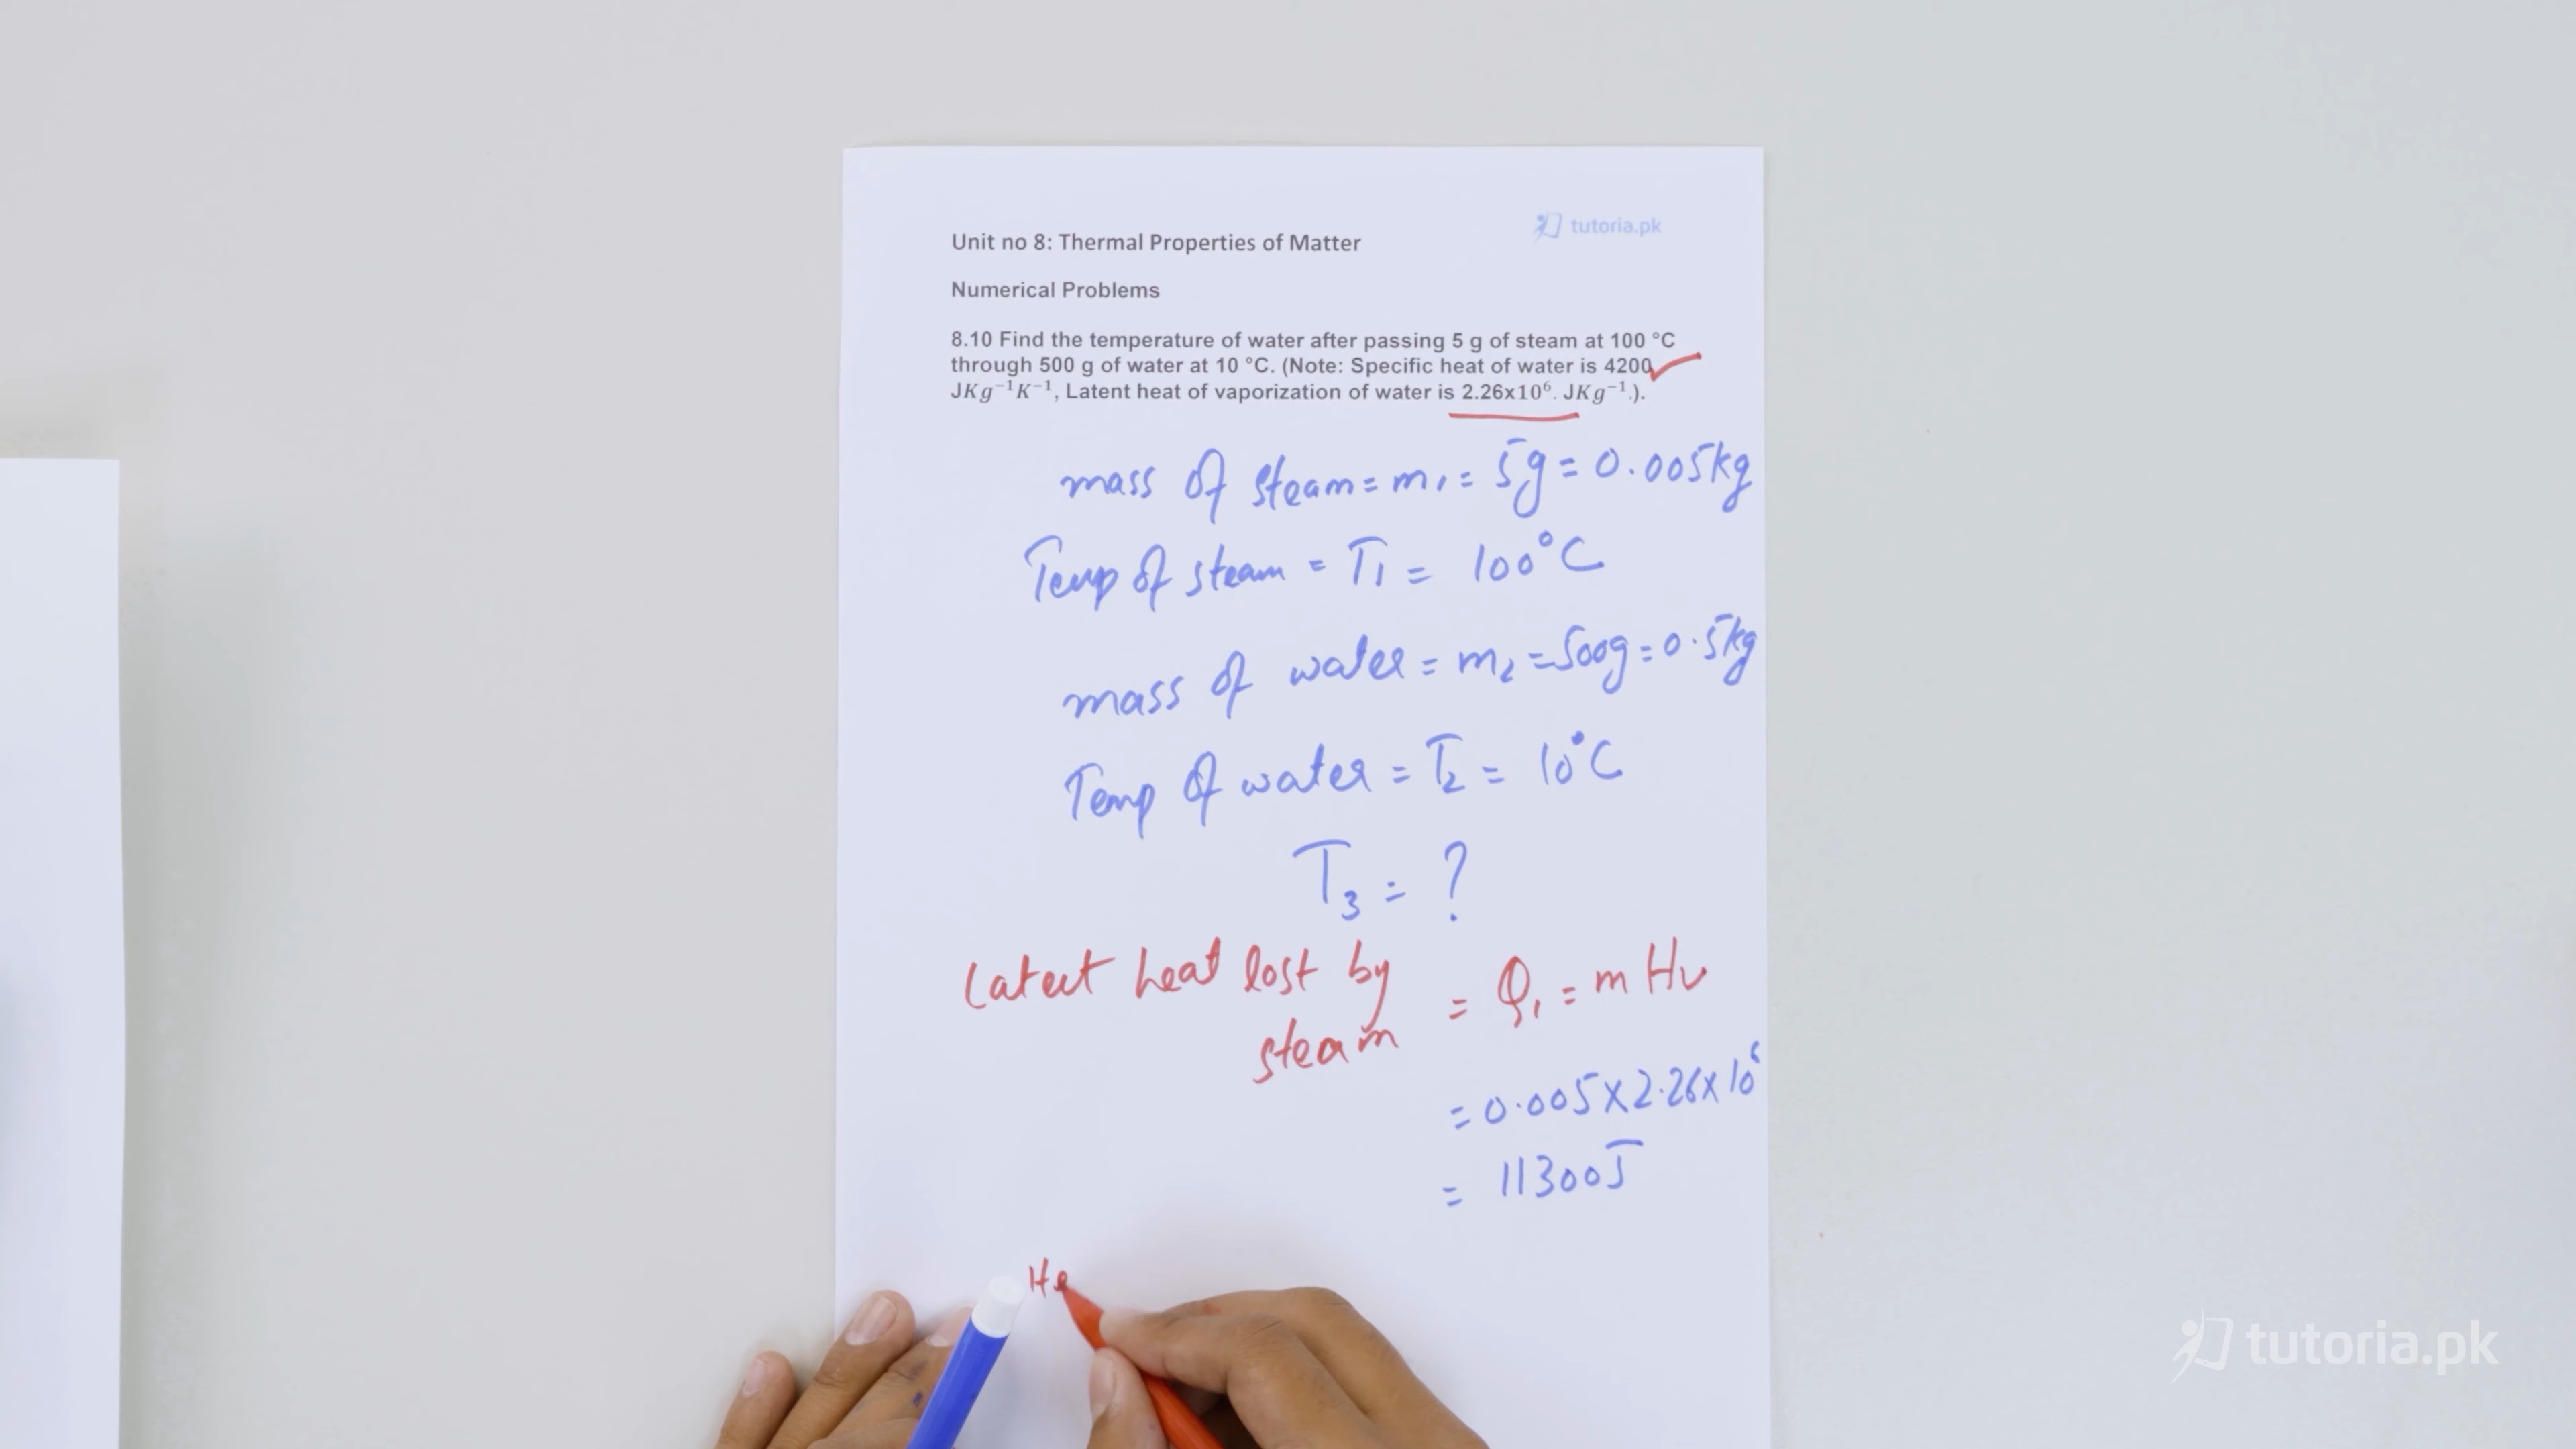 tutoria.pk
Unit no 8: Thermal Properties of Matter
Numerical Problems
8.10 Find the temperature of water after passing 5 g of steam at 100 °C
through 500 g of water at 10 °C. (Note: Specific heat of water is 4200
JKg⁻¹K⁻¹, Latent heat of vaporization of water is 2.26x10⁶. JKg⁻¹.).
mass of steam = m₁ = 5g = 0.005kg
Temp of steam = T₁ = 100°C
mass of water = m₂ = 500g = 0.5kg
Temp of water = T₂ = 10°C
T₃ = ?
Latent heat lost by = Q₁ = m Hv
steam
= 0.005 X 2.26 X 10⁶
= 11300J
He
tutoria.pk